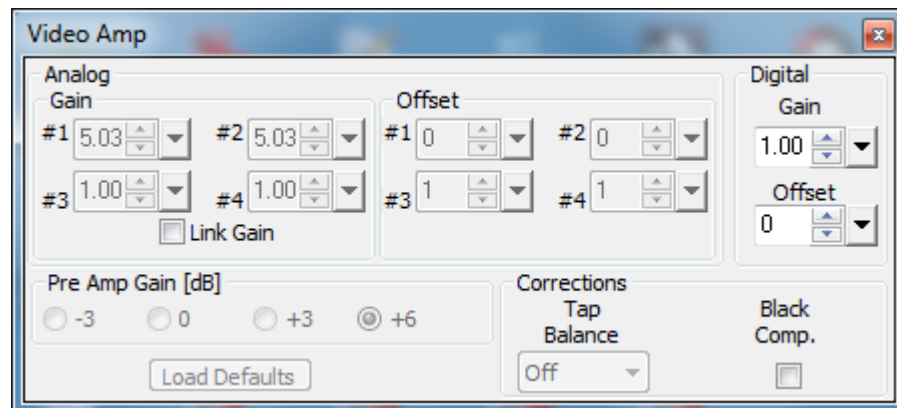 Video Amp
Analog
Digital
Gain
Offset
Gain
#1 5.03 #2 5.03 #1 0 #2 0
1.00
#3 1.00 #4 1.00 #3 1 #4 1
Offset
Link Gain
0
Pre Amp Gain [dB]
Corrections
-3 0 +3 +6
Tap Balance
Black Comp.
Load Defaults
Off